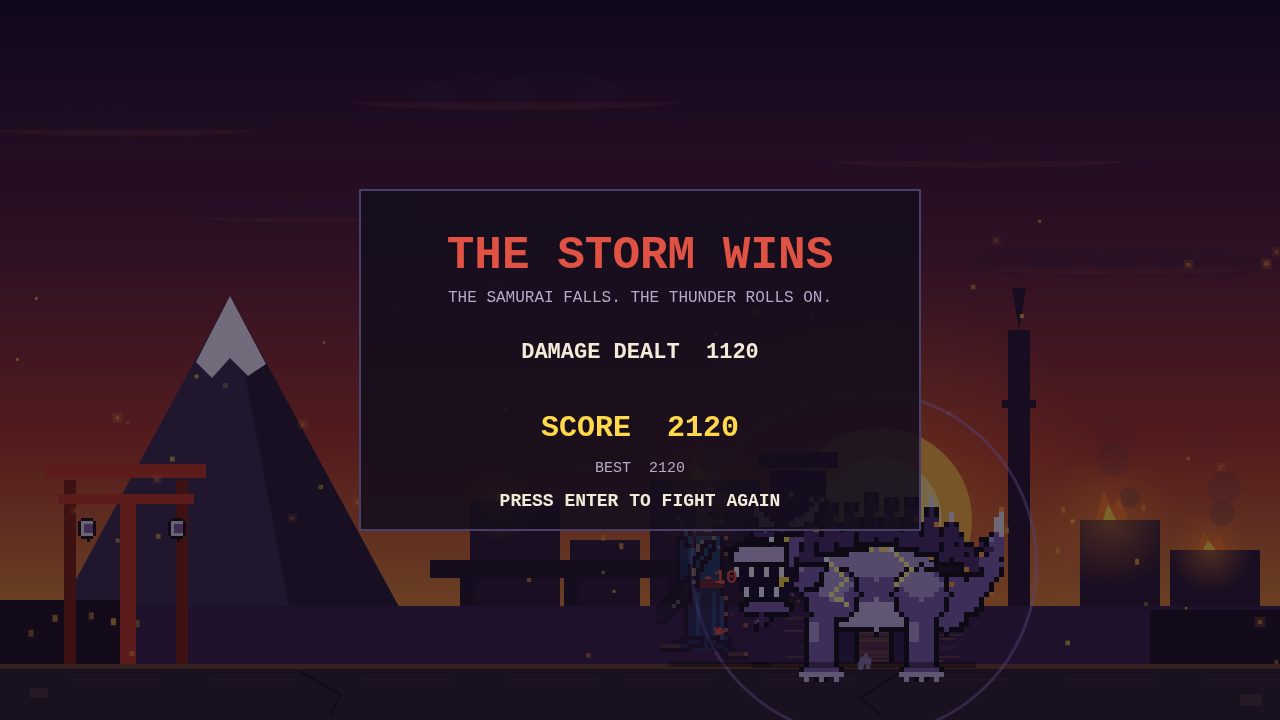 THE STORM WINS
THE SAMURAI FALLS. THE THUNDER ROLLS ON.
DAMAGE DEALT 1120
SCORE 2120
BEST 2120
PRESS ENTER TO FIGHT AGAIN
-10